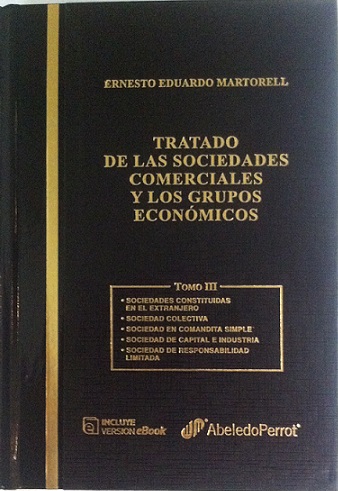 ERNESTO EDUARDO MARTORELL
TRATADO
DE LAS SOCIEDADES
COMERCIALES
Y LOS GRUPOS
ECONÓMICOS
TOMO III
• SOCIEDADES CONSTITUIDAS
EN EL EXTRANJERO
• SOCIEDAD COLECTIVA
• SOCIEDAD EN COMANDITA SIMPLE
• SOCIEDAD DE CAPITAL E INDUSTRIA
• SOCIEDAD DE RESPONSABILIDAD
LIMITADA
INCLUYE
VERSION eBook
AbeledoPerrot®